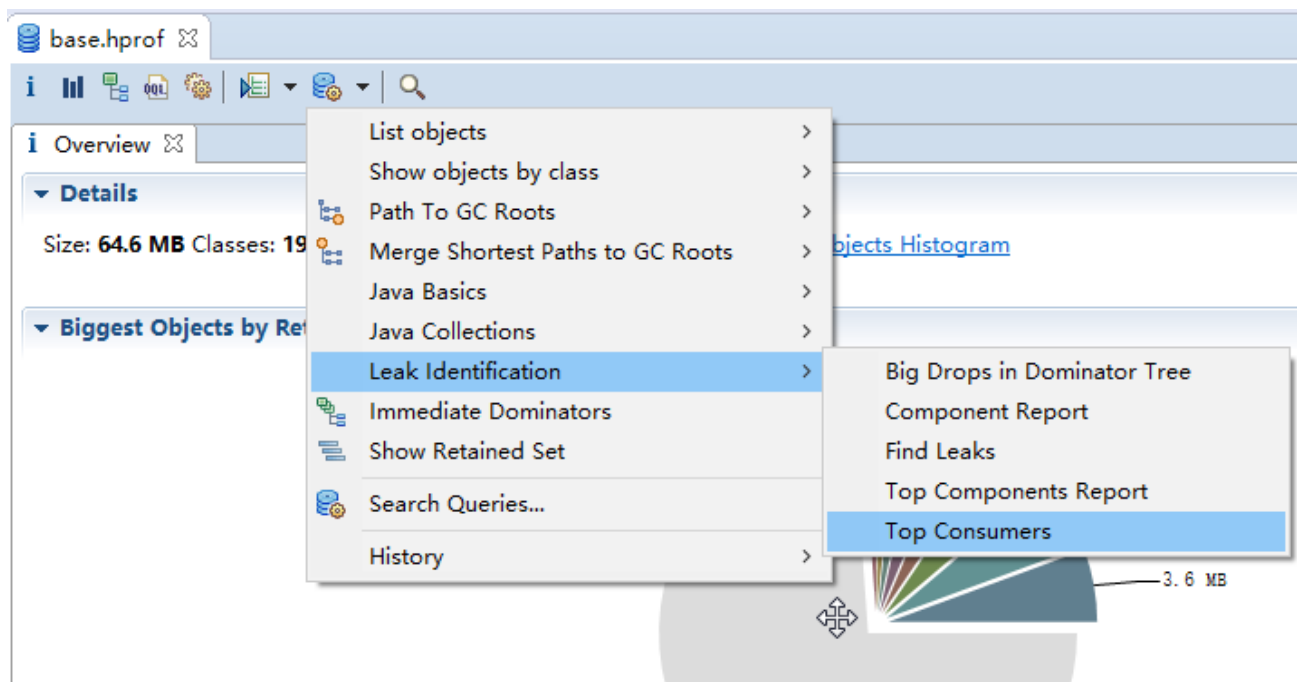 base.hprof
i OQL
i Overview
Details
Size: 64.6 MB Classes: 19
bjects Histogram
Biggest Objects by Ret
List objects
Show objects by class
Path To GC Roots
Merge Shortest Paths to GC Roots
Java Basics
Java Collections
Leak Identification
Immediate Dominators
Show Retained Set
Search Queries...
History
Big Drops in Dominator Tree
Component Report
Find Leaks
Top Components Report
Top Consumers
3.6 MB